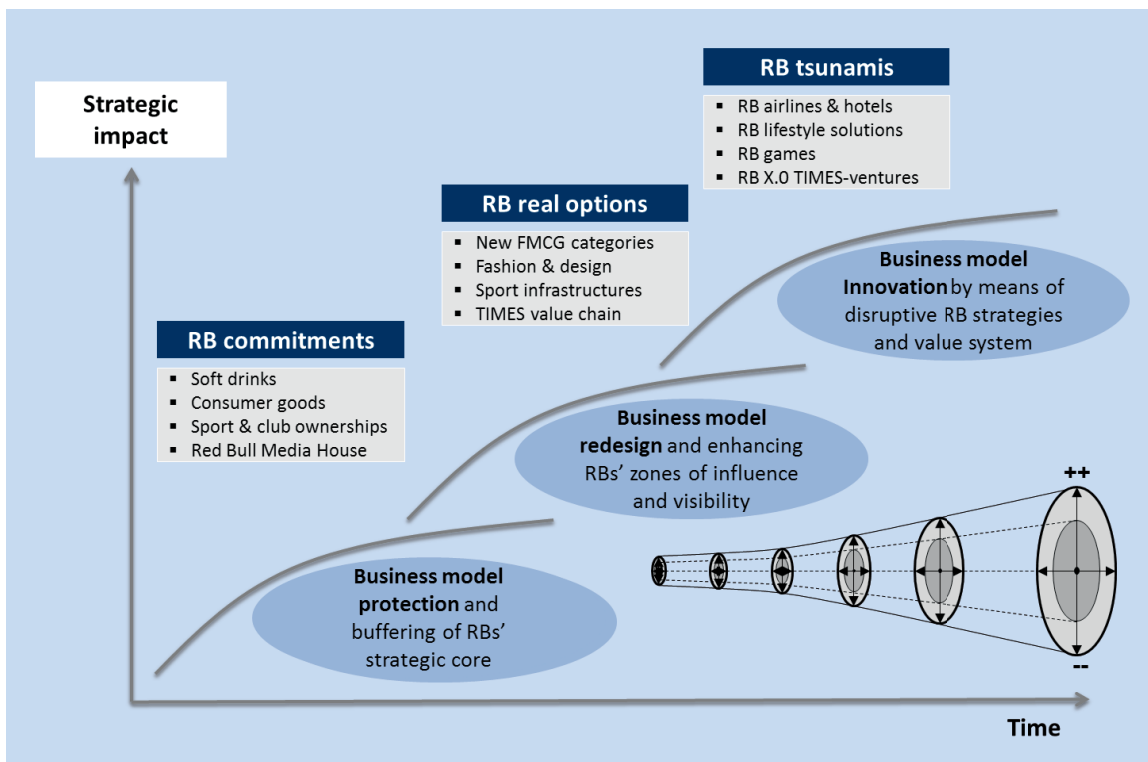 Strategic
impact
RB commitments
▪ Soft drinks
▪ Consumer goods
▪ Sport & club ownerships
▪ Red Bull Media House
Business model
protection and
buffering of RBs’
strategic core
RB real options
▪ New FMCG categories
▪ Fashion & design
▪ Sport infrastructures
▪ TIMES value chain
Business model
redesign and enhancing
RBs’ zones of influence
and visibility
RB tsunamis
▪ RB airlines & hotels
▪ RB lifestyle solutions
▪ RB games
▪ RB X.0 TIMES-ventures
Business model
Innovation by means of
disruptive RB strategies
and value system
++
--
Time